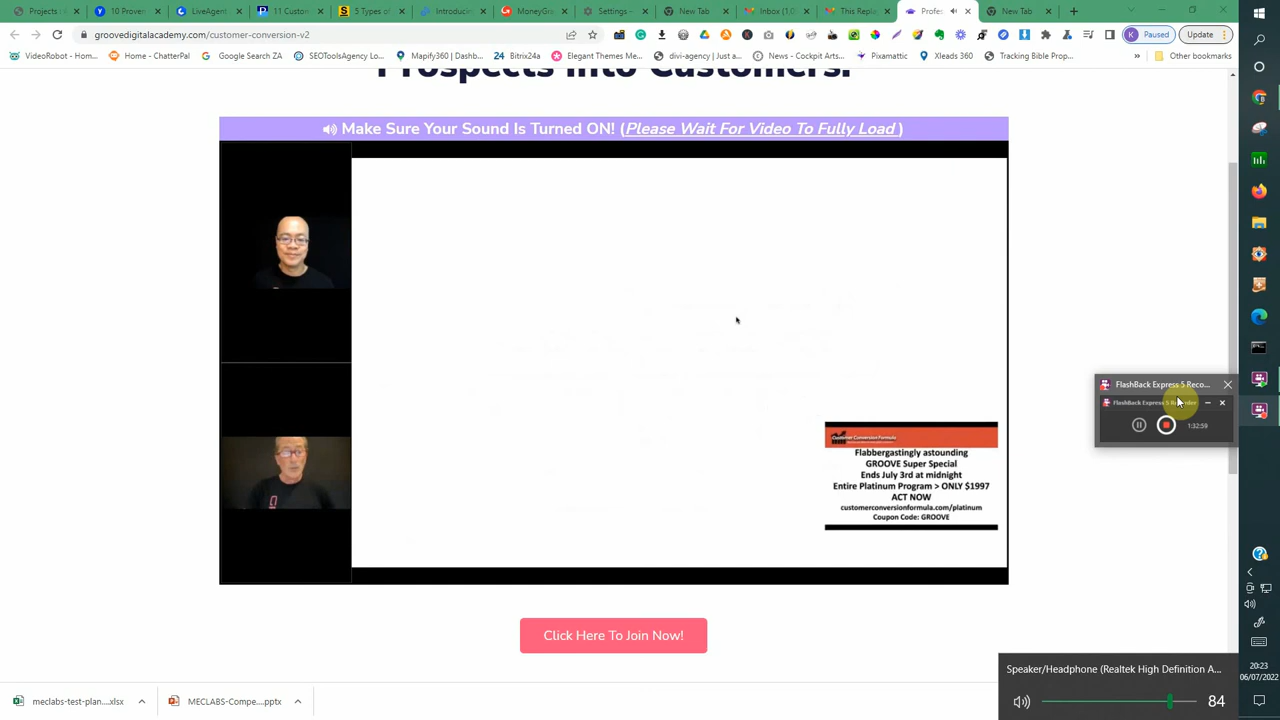 Projects
10 Proven
LiveAgent
11 Custom
5 Types of
Introducin
MoneyGra
Settings -
New Tab
Inbox (1,0
This Replay
Profes
New Tab
groovedigitalacademy.com/customer-conversion-v2
Paused
Update
VideoRobot - Home
Home - ChatterPal
Google Search ZA
SEOToolsAgency Lo...
Mapify360 | Dashb...
Bitrix24a
Elegant Themes Me...
divi-agency | Just a...
News - Cockpit Arts...
Pixamattic
Xleads 360
Tracking Bible Prop...
»
Other bookmarks
Prospects Into Customers.
Make Sure Your Sound Is Turned ON! (Please Wait For Video To Fully Load )
FlashBack Express 5 Reco...
FlashBack Express 5 Recorder
1:32:59
Customer Conversion Formula
Flabbergastingly astounding
GROOVE Super Special
Ends July 3rd at midnight
Entire Platinum Program > ONLY $1997
ACT NOW
customerconversionformula.com/platinum
Coupon Code: GROOVE
Click Here To Join Now!
Speaker/Headphone (Realtek High Definition A...
84
meclabs-test-plan....xlsx
MECLABS-Compe....pptx
20:23
06/07/2022